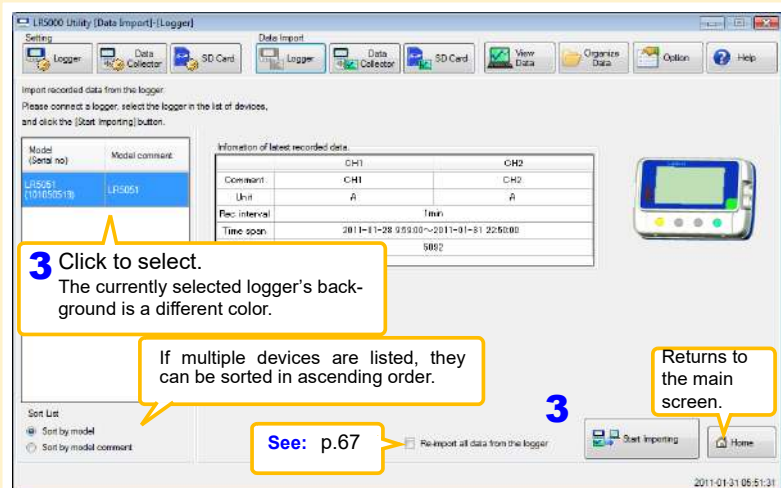 LR5000 Utility [Data Import]-[Logger]
Setting
Data Import
Logger
Data Collector
SD Card
Logger
Data Collector
SD Card
View Data
Organize Data
Option
Help
Import recorded data from the logger.
Please connect a logger, select the logger in the list of devices,
and click the [Start Importing] button.
Model (Serial no)
Model comment
LR5051 (101050513)
LR5051
Infomation of latest recorded data.
CH1 CH2
Comment CH1 CH2
Unit A A
Rec interval 1min
Time span
5092
3 Click to select.
The currently selected logger's back-
ground is a different color.
If multiple devices are listed, they
can be sorted in ascending order.
Returns to
the main
screen.
Sort List
Sort by model
Sort by model comment
See: p.67
Re-import all data from the logger
3
Start Importing
Home
2011-01-31 05:51:31